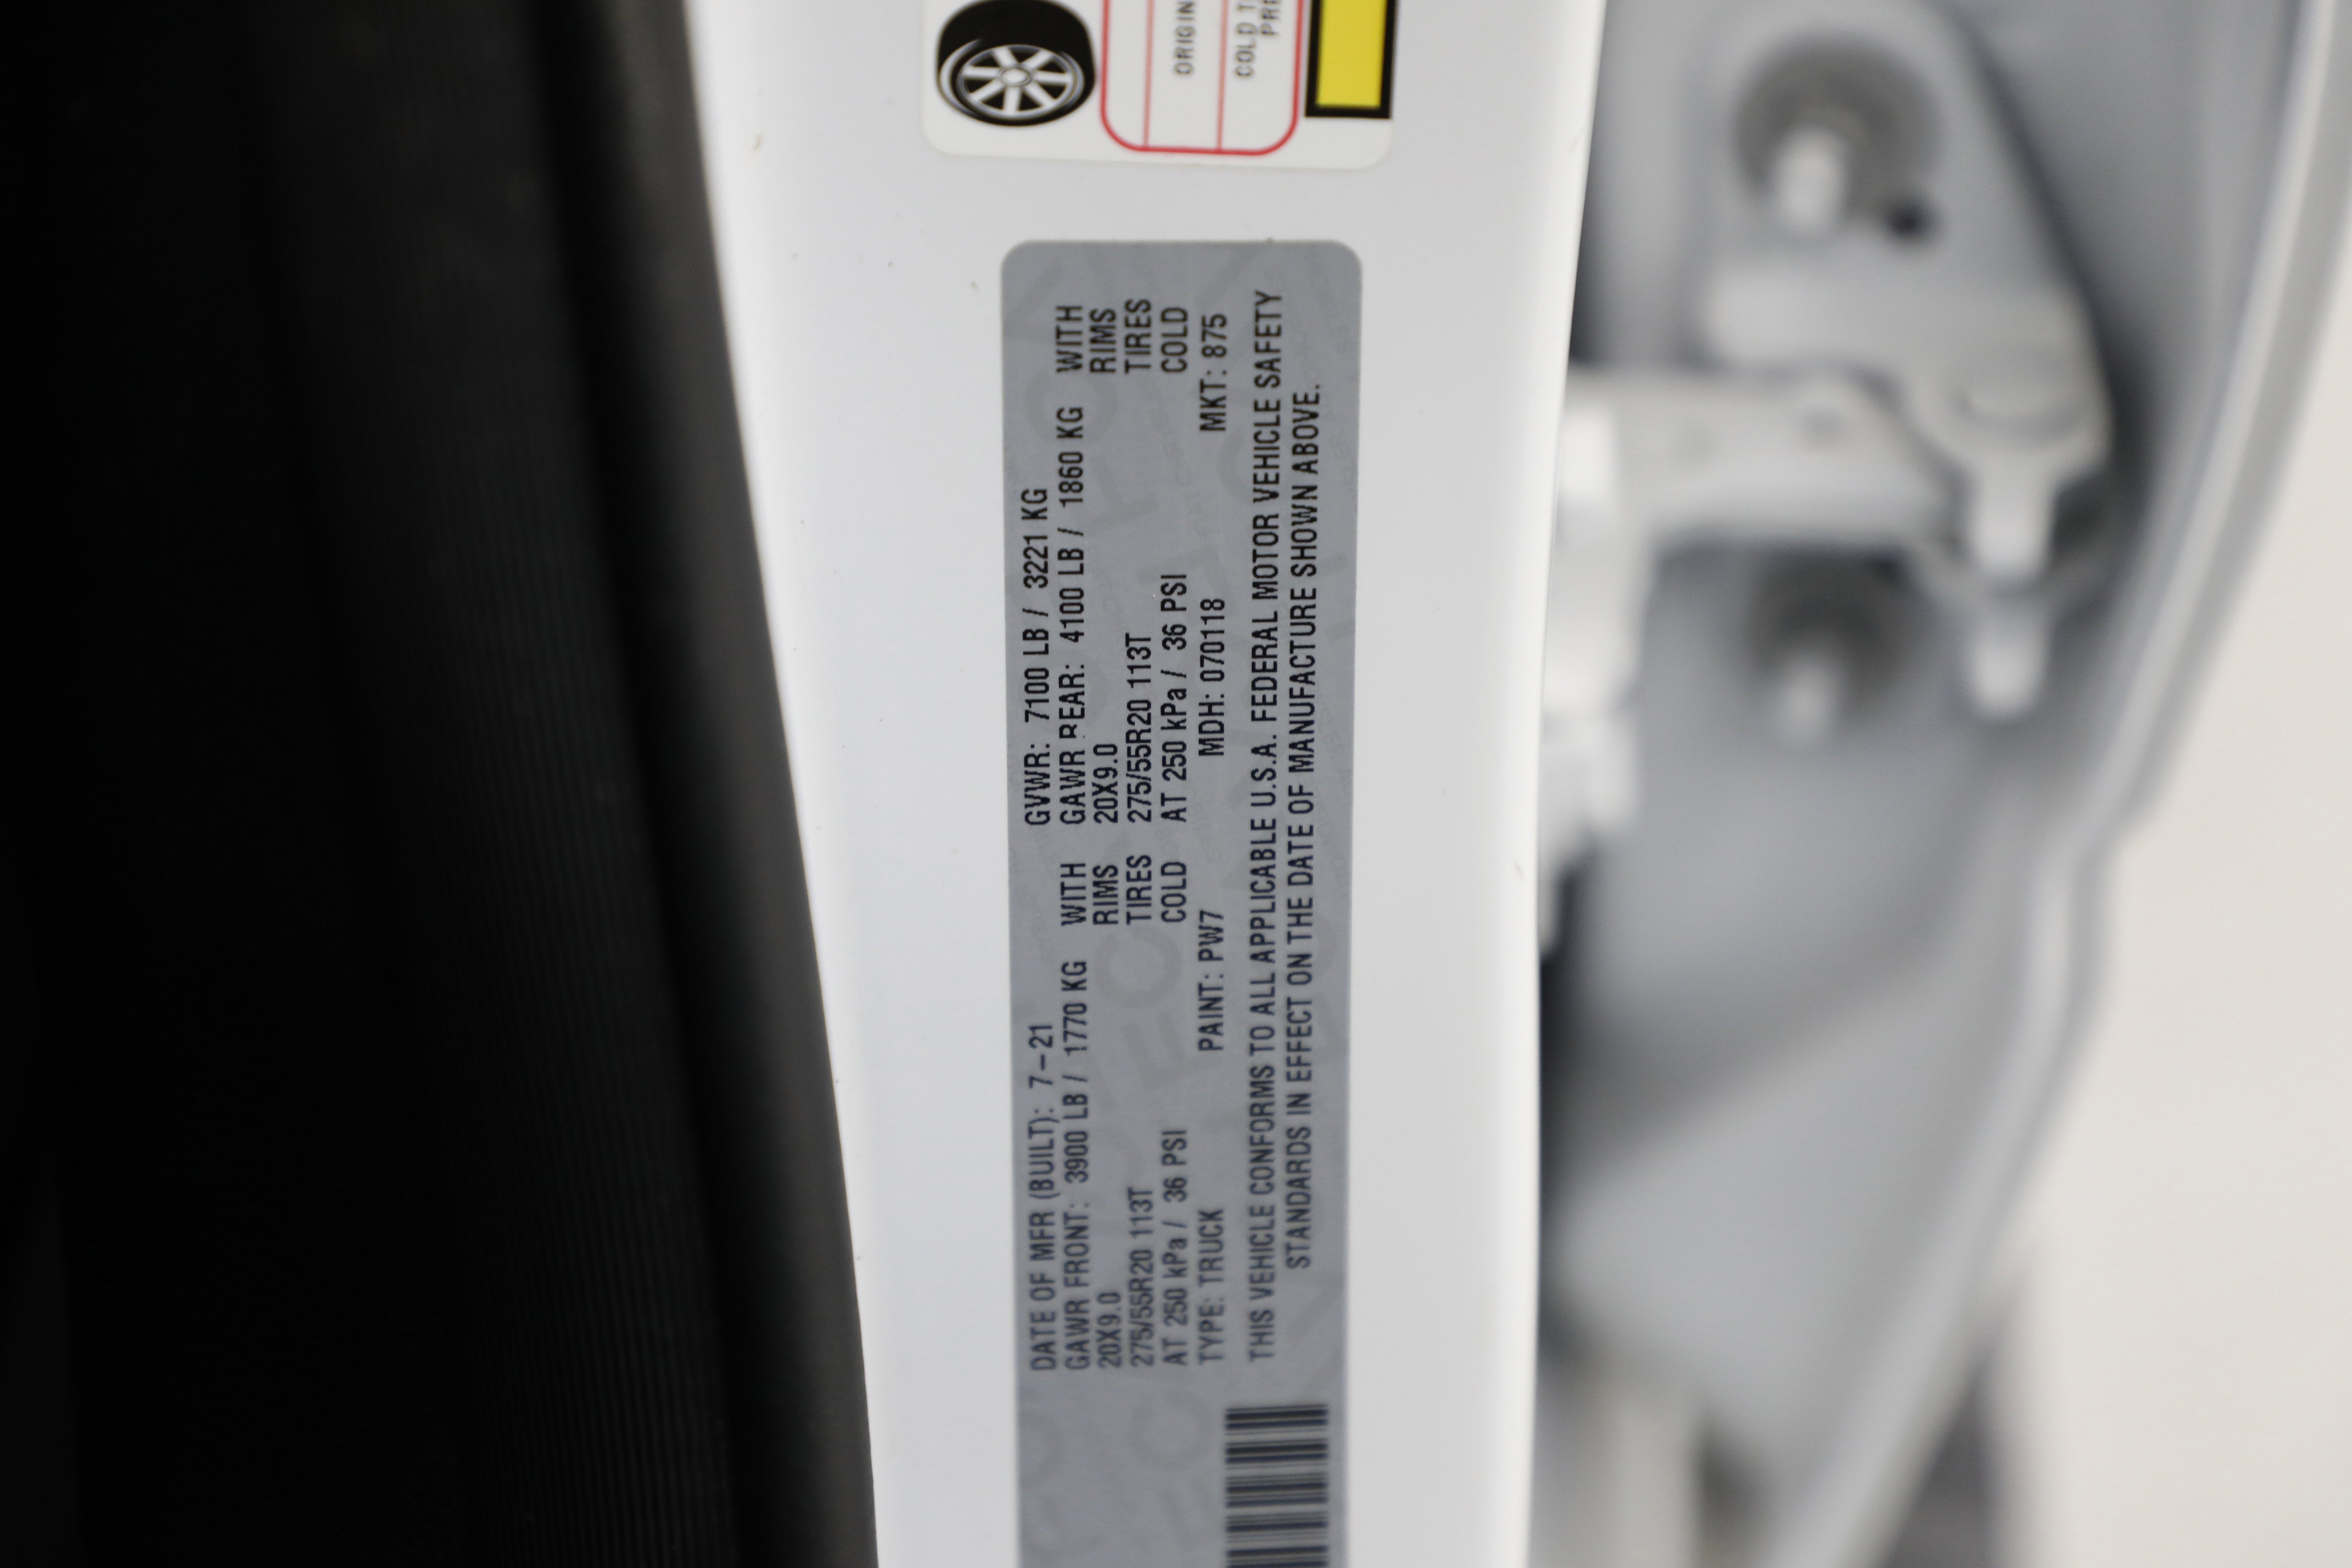 DATE OF MFR (BUILT): 7-21 GVWR: 7100 LB / 3221 KG
GAWR FRONT: 3900 LB / 1770 KG WITH GAWR REAR: 4100 LB / 1860 KG WITH
20X9.0 RIMS 20X9.0 RIMS
275/55R20 113T TIRES 275/55R20 113T TIRES
AT 250 kPa / 36 PSI COLD AT 250 kPa / 36 PSI COLD
TYPE: TRUCK PAINT: PW7 MDH: 070118 MKT: 875
THIS VEHICLE CONFORMS TO ALL APPLICABLE U.S.A. FEDERAL MOTOR VEHICLE SAFETY
STANDARDS IN EFFECT ON THE DATE OF MANUFACTURE SHOWN ABOVE.
ORIGIN
COLD T
PRE